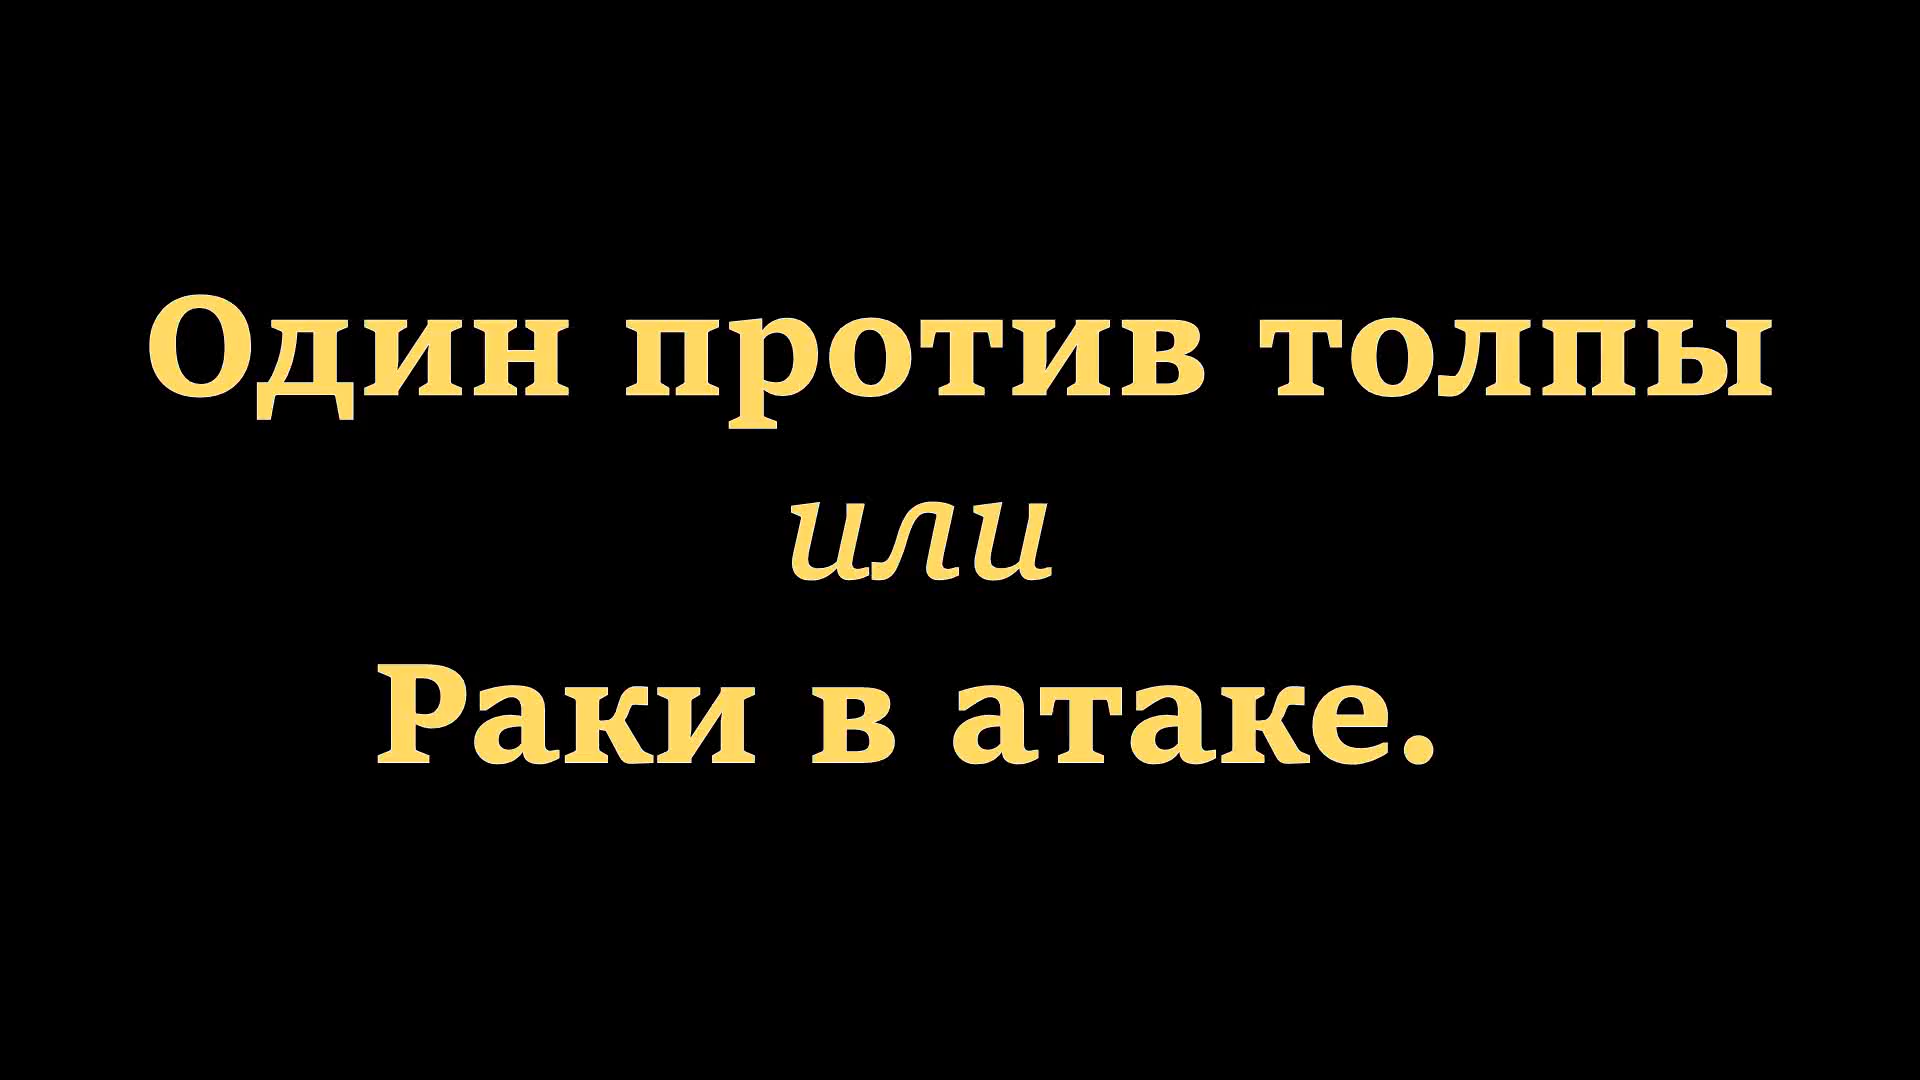 Один против толпы
или
Раки в атаке.